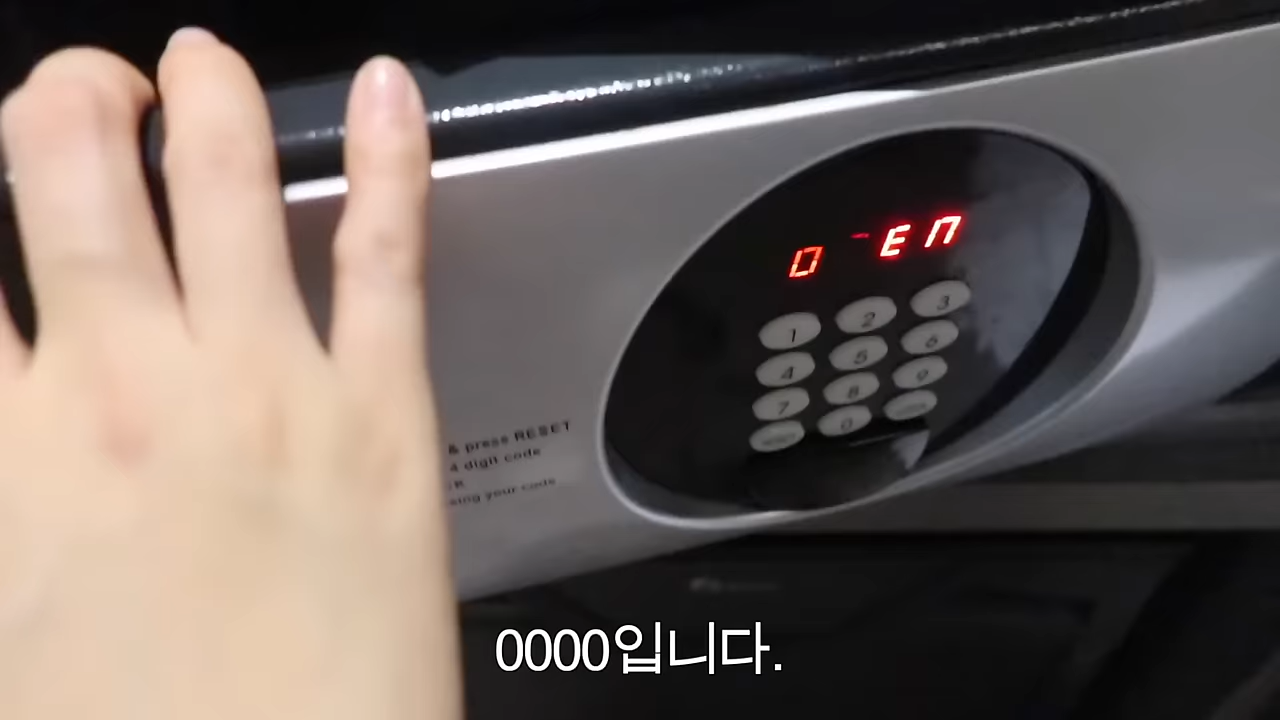 0 EN
1 2 3
4 5 6
7 8 9
0
& press RESET
4 digit code
ER
sing your code
0000입니다.